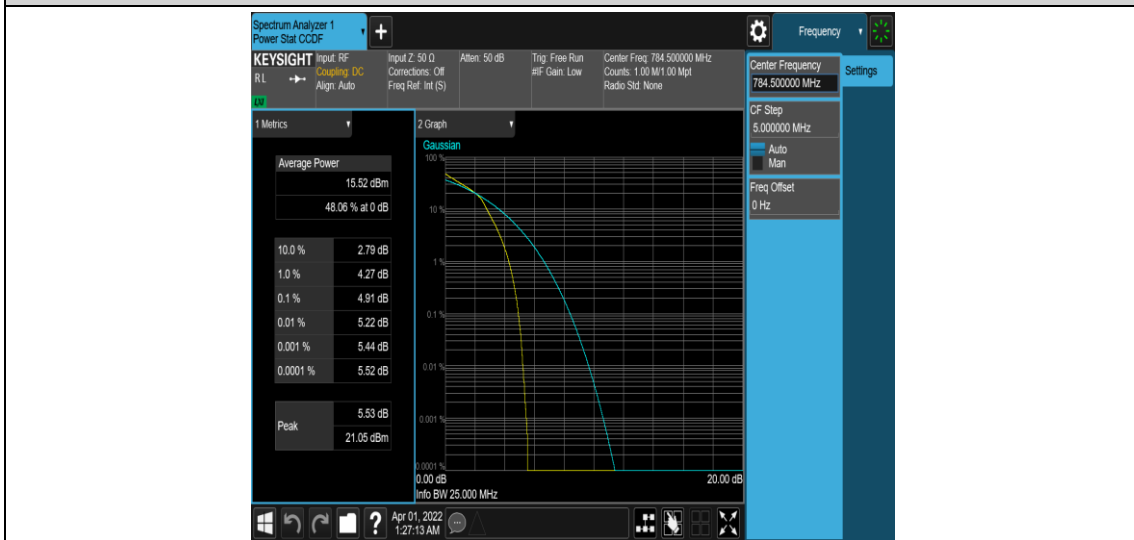 Spectrum Analyzer 1
Power Stat CCDF
+
Frequency
KEYSIGHT
RL
LXI
Input: RF
Coupling: DC
Align: Auto
Input Z: 50 Ω
Corrections: Off
Freq Ref: Int (S)
Atten: 50 dB
Trig: Free Run
#IF Gain: Low
Center Freq: 784.500000 MHz
Counts: 1.00 M/1.00 Mpt
Radio Std: None
Center Frequency
784.500000 MHz
Settings
CF Step
5.000000 MHz
Auto
Man
Freq Offset
0 Hz
1 Metrics
Average Power
15.52 dBm
48.06 % at 0 dB
10.0 % 2.79 dB
1.0 % 4.27 dB
0.1 % 4.91 dB
0.01 % 5.22 dB
0.001 % 5.44 dB
0.0001 % 5.52 dB
Peak
5.53 dB
21.05 dBm
2 Graph
Gaussian
100 %
10 %
1 %
0.1 %
0.01 %
0.001 %
0.0001 %
0.00 dB 20.00 dB
Info BW 25.000 MHz
?
Apr 01, 2022
1:27:13 AM